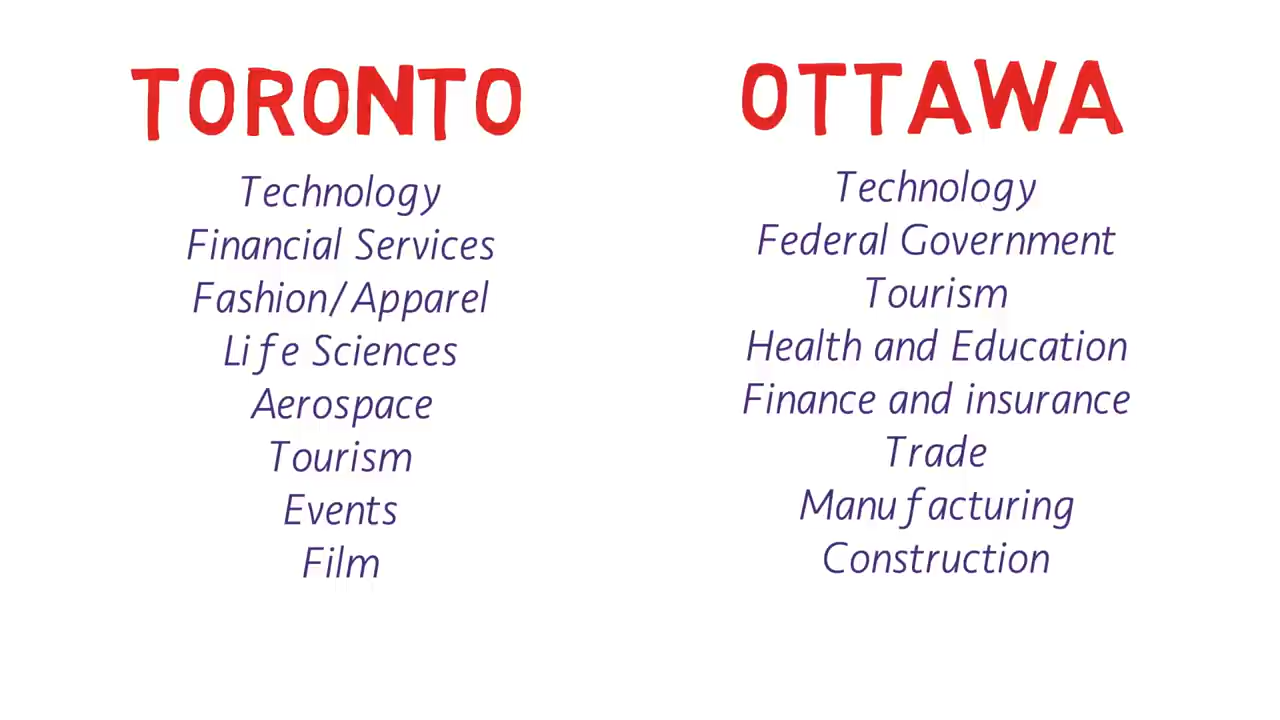 TORONTO
Technology
Financial Services
Fashion/Apparel
Life Sciences
Aerospace
Tourism
Events
Film
OTTAWA
Technology
Federal Government
Tourism
Health and Education
Finance and insurance
Trade
Manufacturing
Construction